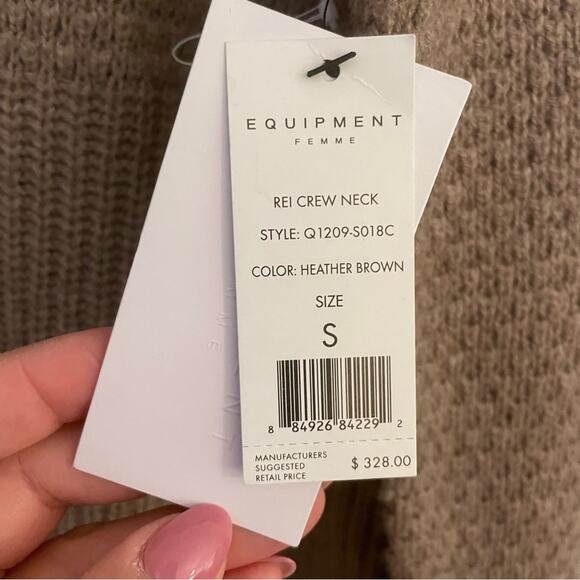 EQUIPMENT
FEMME
REI CREW NECK
STYLE: Q1209-S018C
COLOR: HEATHER BROWN
SIZE
S
8 84926 84229 2
MANUFACTURERS
SUGGESTED
RETAIL PRICE
$ 328.00